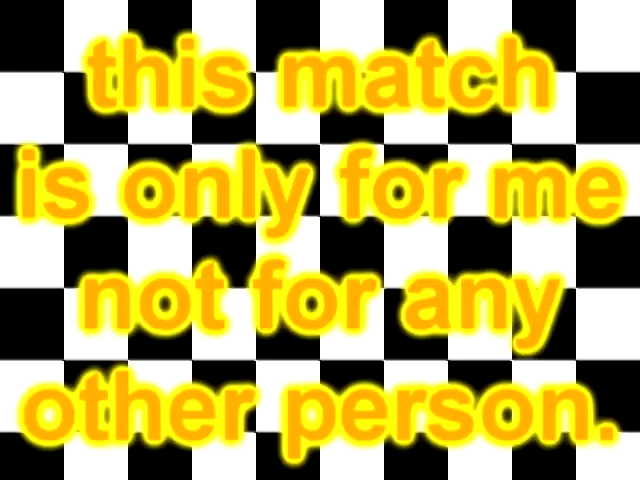 this match
is only for me
not for any
other person.